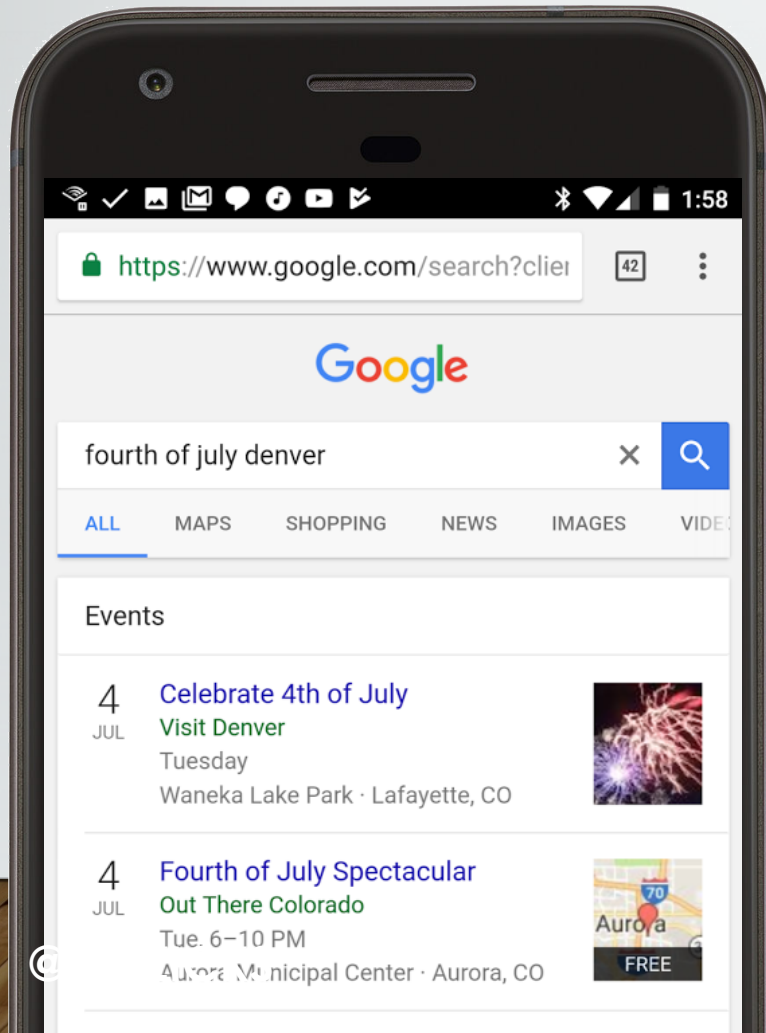 1:58
https://www.google.com/search?clier
42
Google
fourth of july denver
ALL MAPS SHOPPING NEWS IMAGES VIDE
Events
4 JUL
Celebrate 4th of July
Visit Denver
Tuesday
Waneka Lake Park · Lafayette, CO
4 JUL
Fourth of July Spectacular
Out There Colorado
Tue, 6–10 PM
Aurora Municipal Center · Aurora, CO
70
Aurora
FREE
@